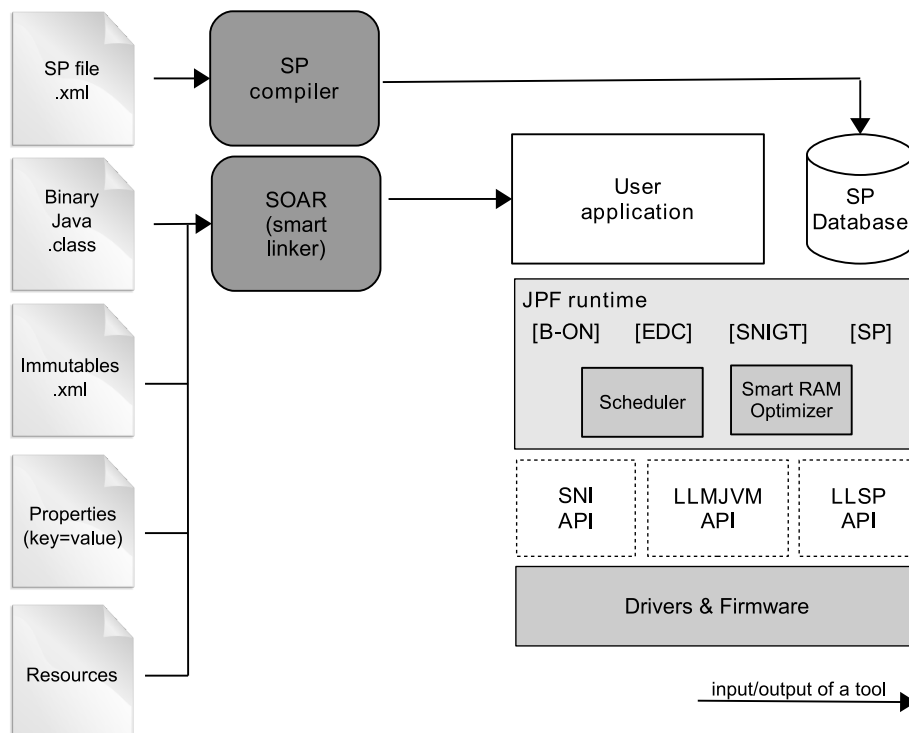 SP file
.xml
SP
compiler
Binary
Java
.class
SOAR
(smart
linker)
User
application
SP
Database
Immutables
.xml
JPF runtime
[B-ON] [EDC] [SNIGT] [SP]
Scheduler
Smart RAM
Optimizer
Properties
(key=value)
SNI
API
LLMJVM
API
LLSP
API
Drivers & Firmware
Resources
input/output of a tool